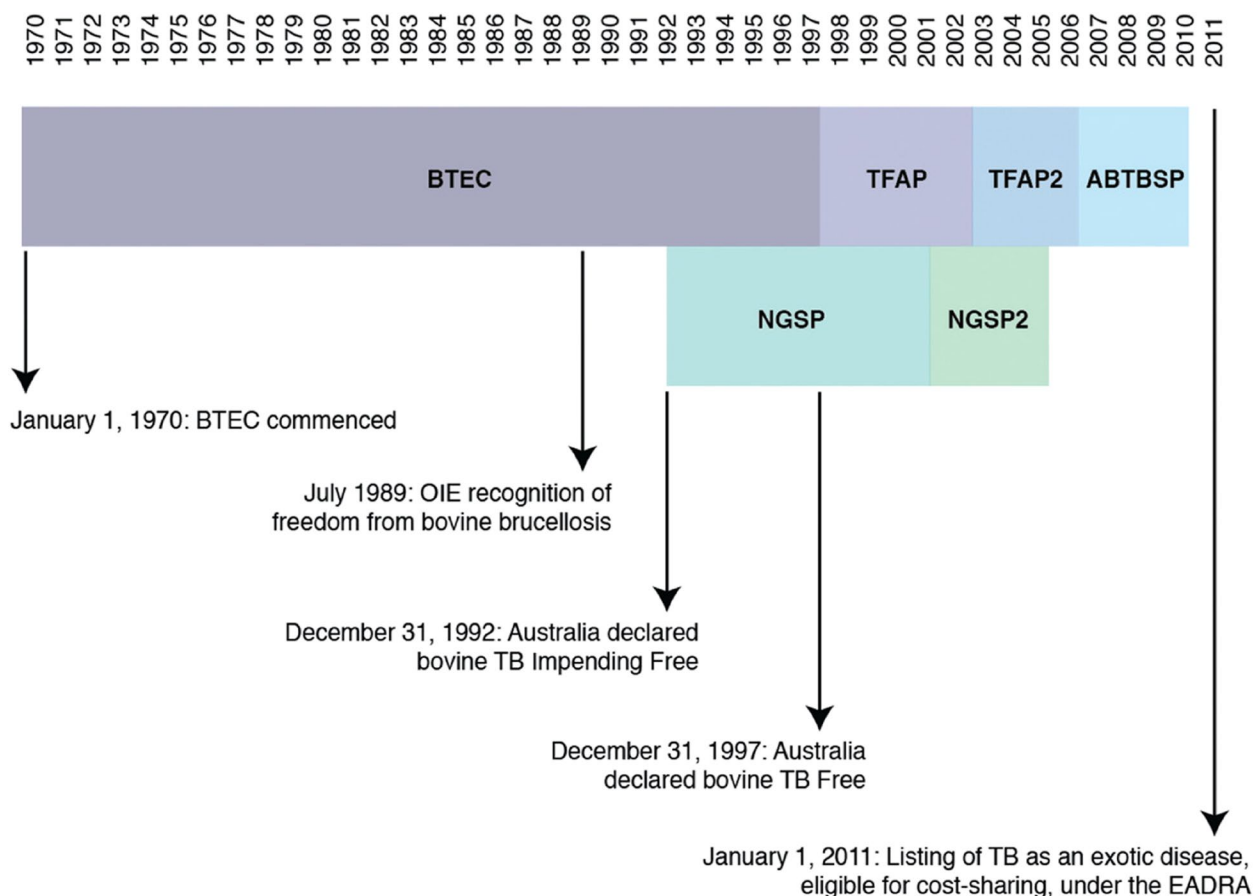 1970 1971 1972 1973 1974 1975 1976 1977 1978 1979 1980 1981 1982 1983 1984 1985 1986 1987 1988 1989 1990 1991 1992 1993 1994 1995 1996 1997 1998 1999 2000 2001 2002 2003 2004 2005 2006 2007 2008 2009 2010 2011
BTEC TFAP TFAP2 ABTBSP
NGSP NGSP2
January 1, 1970: BTEC commenced
July 1989: OIE recognition of
freedom from bovine brucellosis
December 31, 1992: Australia declared
bovine TB Impending Free
December 31, 1997: Australia
declared bovine TB Free
January 1, 2011: Listing of TB as an exotic disease,
eligible for cost-sharing, under the EADRA